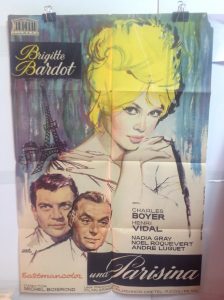 Brigitte
Bardot
CHARLES
BOYER
HENRI
VIDAL
NADIA GRAY
NOEL ROQUEVERT
ANDRE LUGUET
Eastmancolor
una Parisina
MICHEL BOISROND